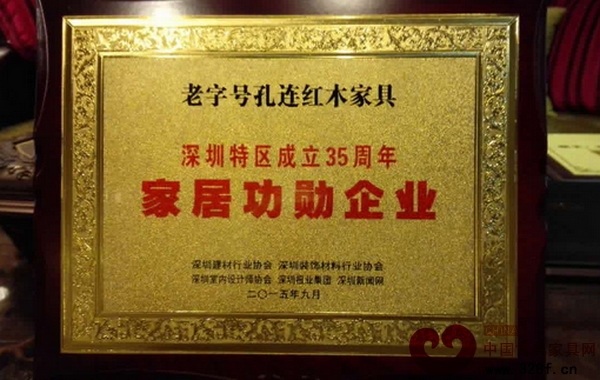 老字号孔连红木家具
深圳特区成立35周年
家居功勋企业
深圳建材行业协会 深圳装饰材料行业协会
深圳室内设计师协会 深圳报业集团 深圳新闻网
二〇一五年九月
中国
家具网
.cn